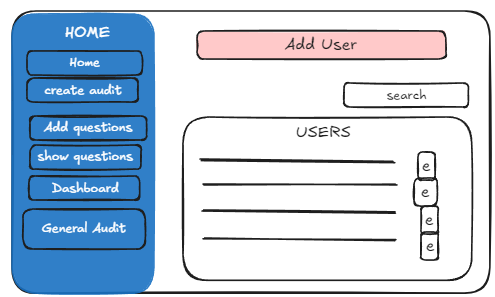 HOME
Home
create audit
Add questions
show questions
Dashboard
General Audit
Add User
search
USERS
e
e
e
e